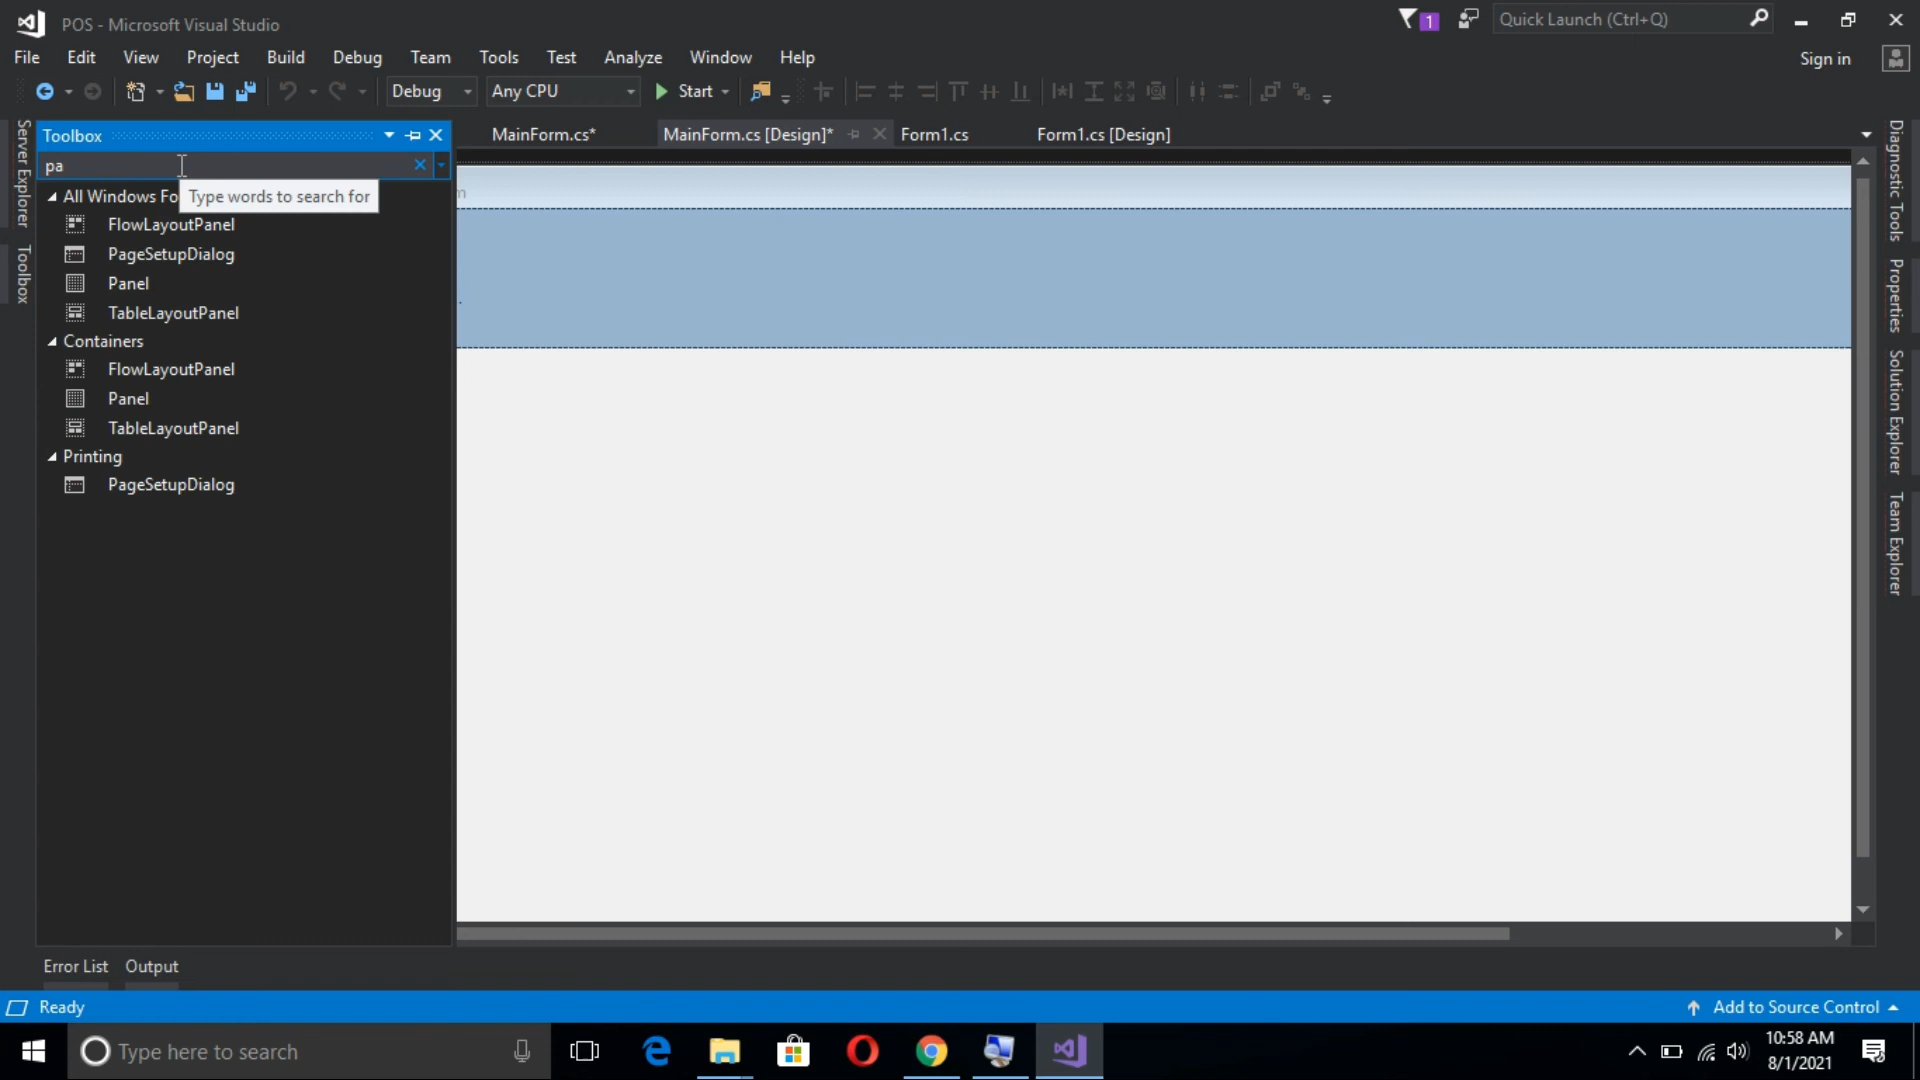 POS - Microsoft Visual Studio
1
Quick Launch (Ctrl+Q)
File Edit View Project Build Debug Team Tools Test Analyze Window Help
Sign in
Debug Any CPU Start
Server Explorer
Toolbox
Toolbox
pa
Type words to search for
All Windows Fo
FlowLayoutPanel
PageSetupDialog
Panel
TableLayoutPanel
Containers
FlowLayoutPanel
Panel
TableLayoutPanel
Printing
PageSetupDialog
MainForm.cs*
MainForm.cs [Design]*
Form1.cs
Form1.cs [Design]
m
Diagnostic Tools
Properties
Solution Explorer
Team Explorer
Error List Output
Ready
Add to Source Control
Type here to search
10:58 AM
8/1/2021